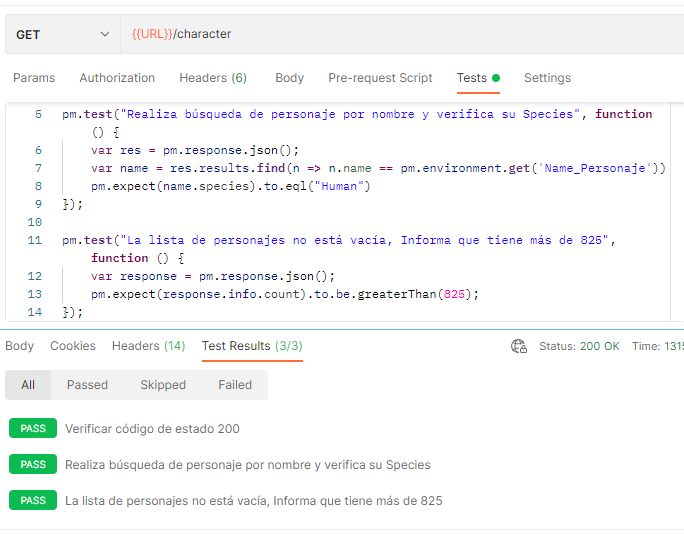 GET {{URL}}/character
Params Authorization Headers (6) Body Pre-request Script Tests Settings
5 pm.test("Realiza búsqueda de personaje por nombre y verifica su Species", function
() {
6 var res = pm.response.json();
7 var name = res.results.find(n => n.name == pm.environment.get('Name_Personaje'))
8 pm.expect(name.species).to.eql("Human")
9 });
10
11 pm.test("La lista de personajes no está vacía, Informa que tiene más de 825",
function () {
12 var response = pm.response.json();
13 pm.expect(response.info.count).to.be.greaterThan(825);
14 });
Body Cookies Headers (14) Test Results (3/3) Status: 200 OK Time: 1315
All Passed Skipped Failed
PASS Verificar código de estado 200
PASS Realiza búsqueda de personaje por nombre y verifica su Species
PASS La lista de personajes no está vacía, Informa que tiene más de 825